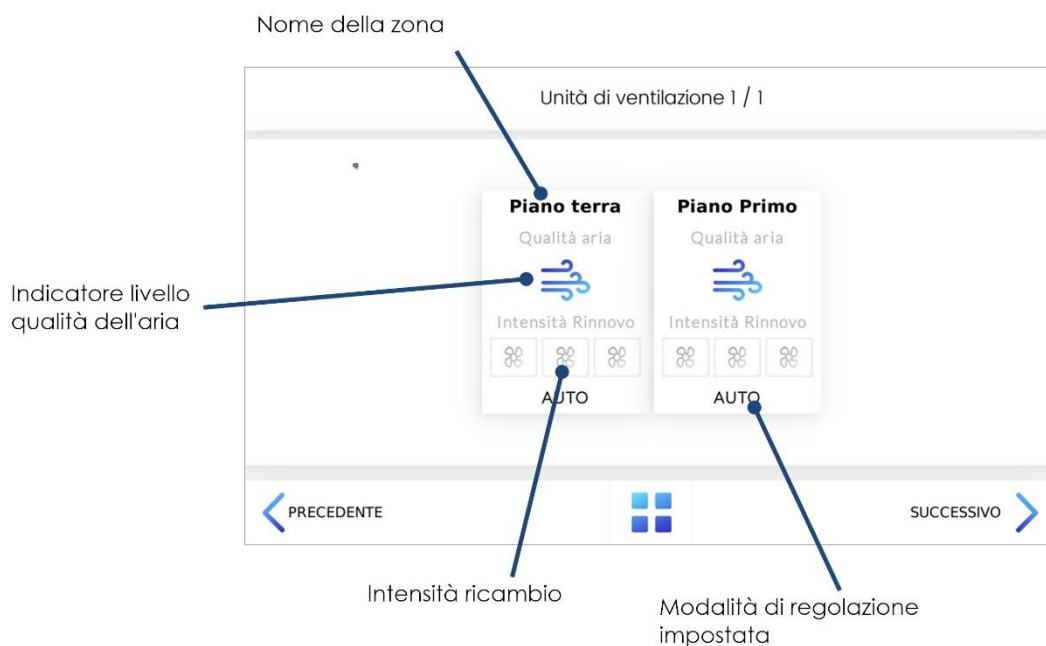 Nome della zona
Unità di ventilazione 1 / 1
Piano terra
Piano Primo
Qualità aria
Qualità aria
Indicatore livello
qualità dell'aria
Intensità Rinnovo
Intensità Rinnovo
AUTO
AUTO
PRECEDENTE
SUCCESSIVO
Intensità ricambio
Modalità di regolazione
impostata